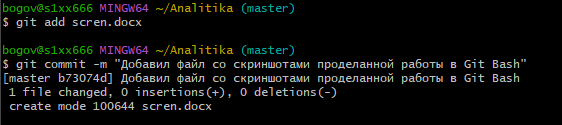 bogov@s1xx666 MINGW64 ~/Analitika (master)
$ git add scren.docx
bogov@s1xx666 MINGW64 ~/Analitika (master)
$ git commit -m "Добавил файл со скриншотами проделанной работы в Git Bash"
[master b73074d] Добавил файл со скриншотами проделанной работы в Git Bash
 1 file changed, 0 insertions(+), 0 deletions(-)
 create mode 100644 scren.docx